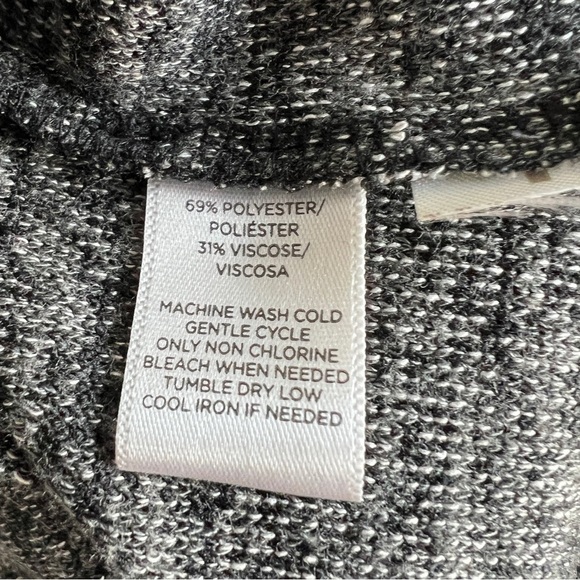 69% POLYESTER/
POLIÉSTER
31% VISCOSE/
VISCOSA
MACHINE WASH COLD
GENTLE CYCLE
ONLY NON CHLORINE
BLEACH WHEN NEEDED
TUMBLE DRY LOW
COOL IRON IF NEEDED